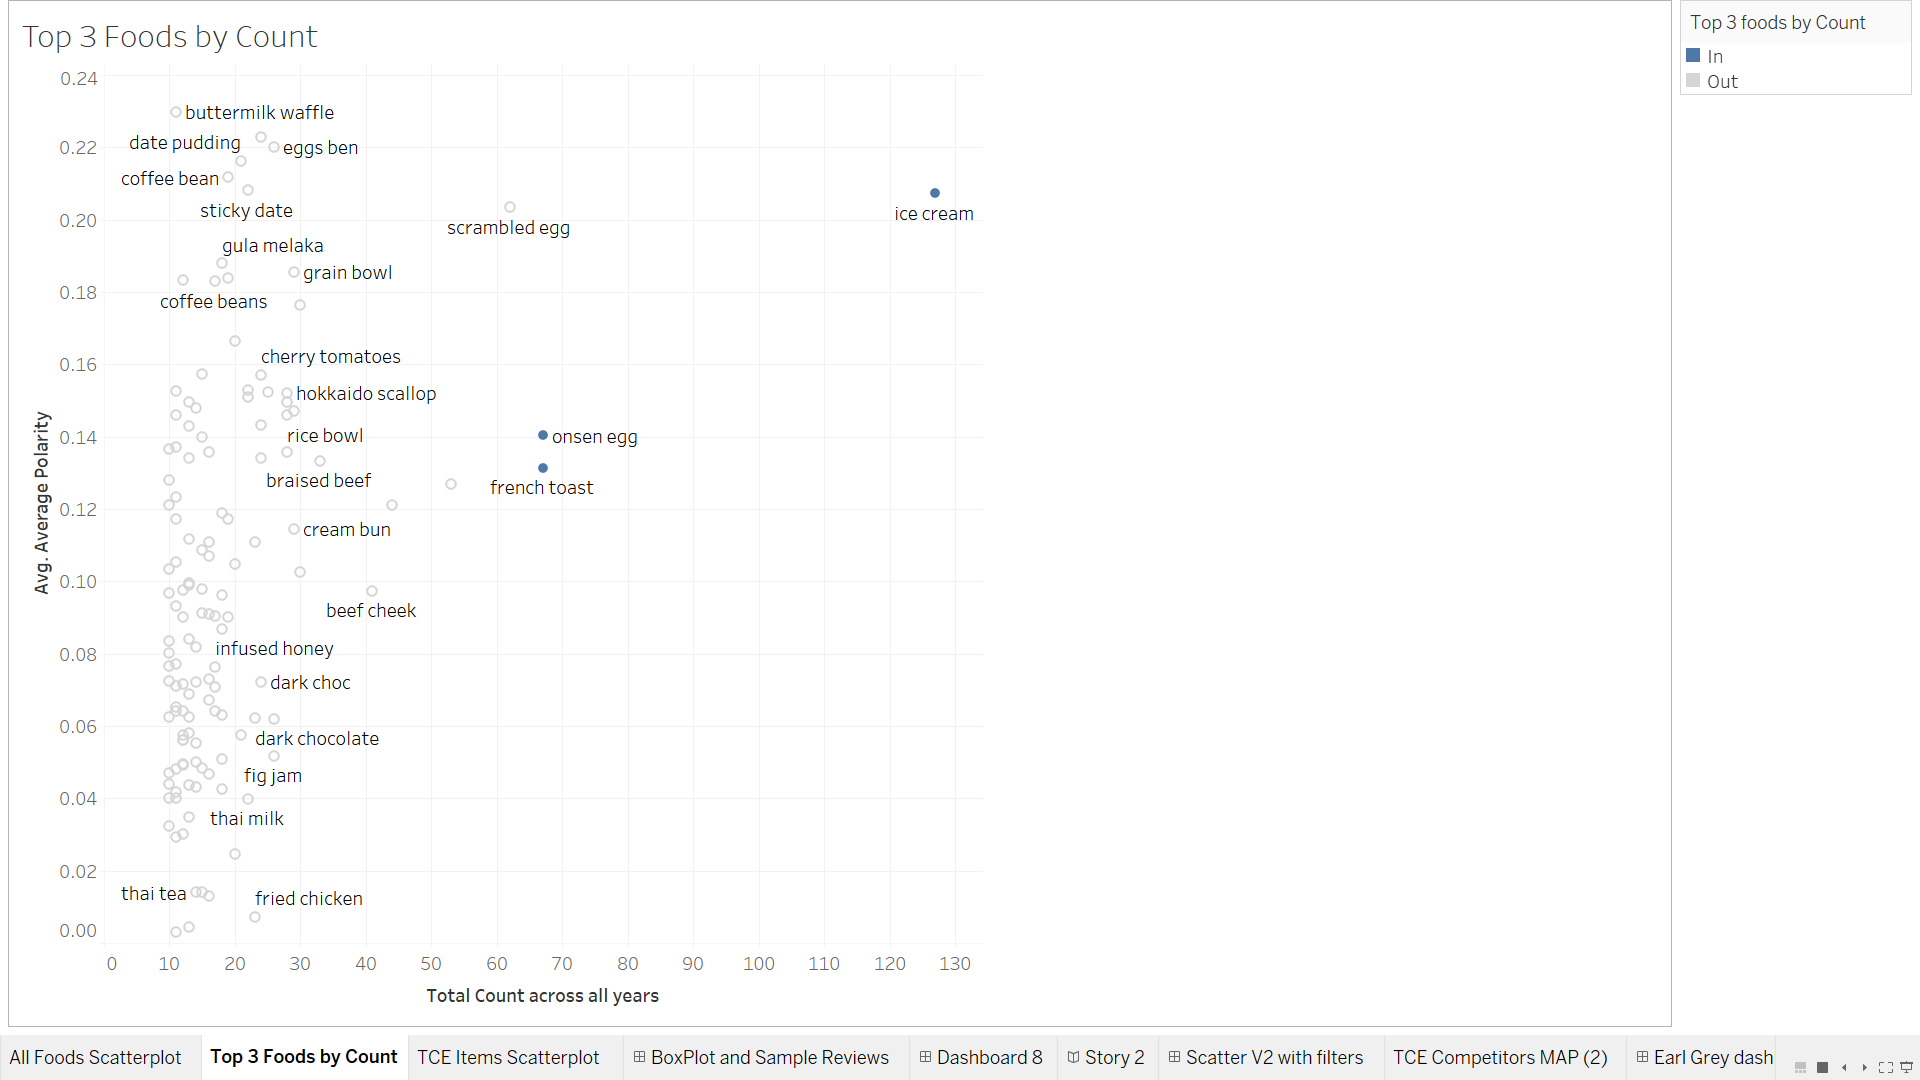 Top 3 Foods by Count
Top 3 foods by Count
In
Out
0.24
buttermilk waffle
date pudding
eggs ben
0.22
coffee bean
sticky date
0.20
ice cream
scrambled egg
gula melaka
grain bowl
0.18
coffee beans
cherry tomatoes
0.16
hokkaido scallop
rice bowl
0.14
onsen egg
braised beef
french toast
0.12
cream bun
0.10
beef cheek
infused honey
0.08
dark choc
0.06
dark chocolate
fig jam
0.04
thai milk
0.02
thai tea
fried chicken
0.00
Avg. Average Polarity
0 10 20 30 40 50 60 70 80 90 100 110 120 130
Total Count across all years
All Foods Scatterplot
Top 3 Foods by Count
TCE Items Scatterplot
BoxPlot and Sample Reviews
Dashboard 8
Story 2
Scatter V2 with filters
TCE Competitors MAP (2)
Earl Grey dash